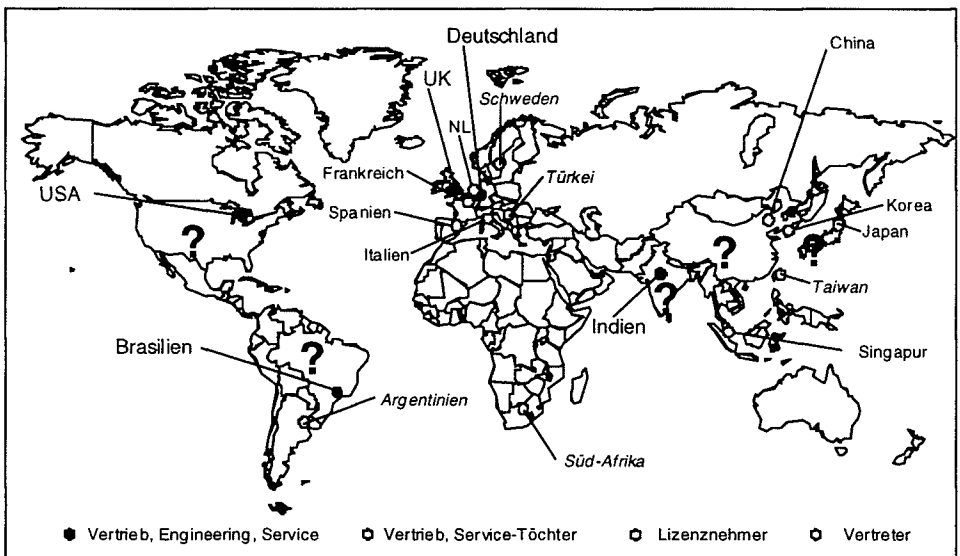 Deutschland
China
UK
Schweden
NL
Frankreich
Türkei
USA
Spanien
Korea
Japan
Italien
?
?
?
Taiwan
?
Indien
Singapur
Brasilien
?
Argentinien
Süd-Afrika
Vertrieb, Engineering, Service
Vertrieb, Service-Töchter
Lizenznehmer
Vertreter